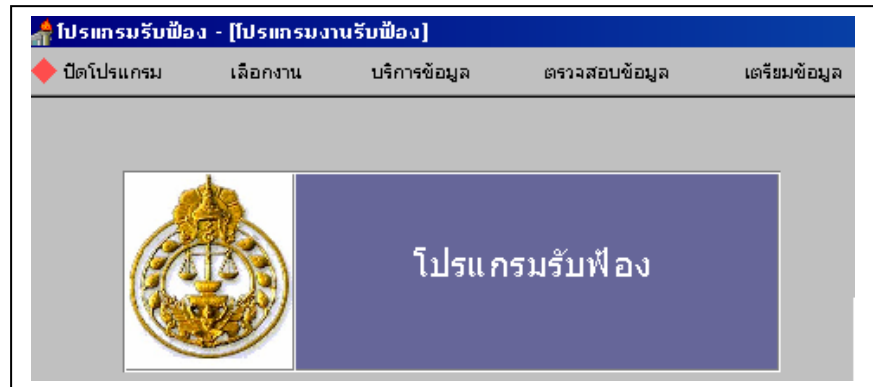 โปรแกรมรับฟ้อง - [โปรแกรมงานรับฟ้อง]
ปิดโปรแกรม เลือกงาน บริการข้อมูล ตรวจสอบข้อมูล เตรียมข้อมูล
โปรแกรมรับฟ้อง